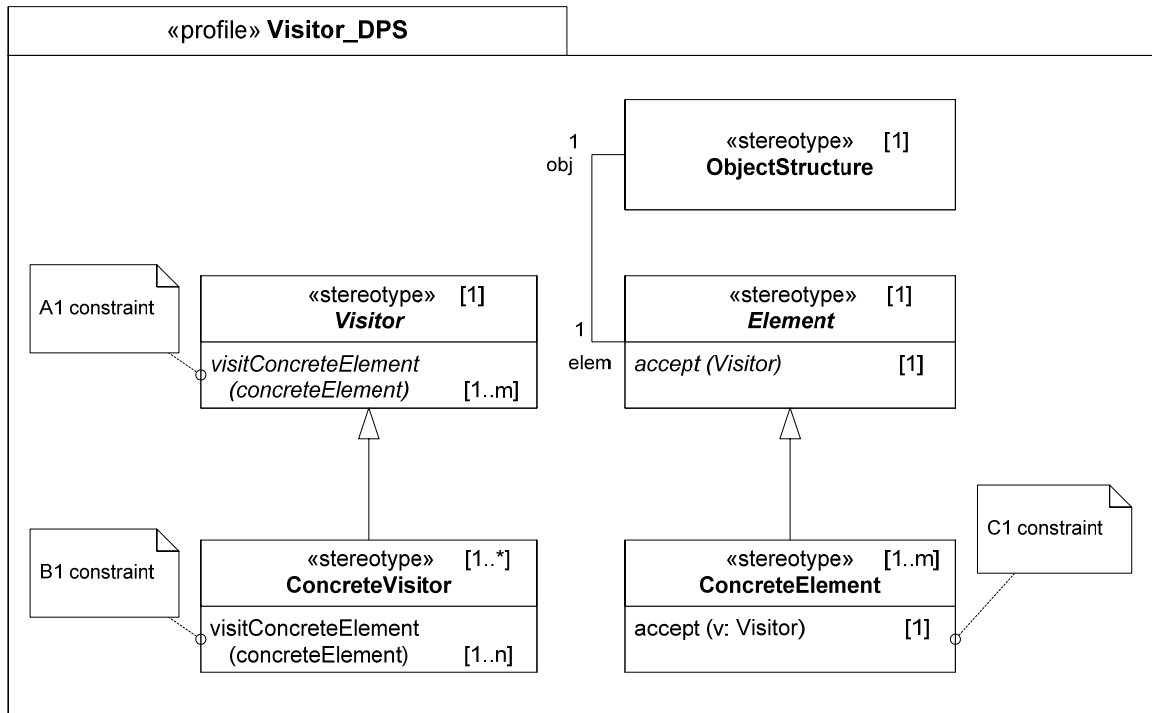 «profile» Visitor_DPS
«stereotype» [1]
ObjectStructure
1
obj
A1 constraint
«stereotype» [1]
Visitor
visitConcreteElement
(concreteElement) [1..m]
«stereotype» [1]
Element
1
elem
accept (Visitor) [1]
B1 constraint
«stereotype» [1..*]
ConcreteVisitor
visitConcreteElement
(concreteElement) [1..n]
«stereotype» [1..m]
ConcreteElement
accept (v: Visitor) [1]
C1 constraint